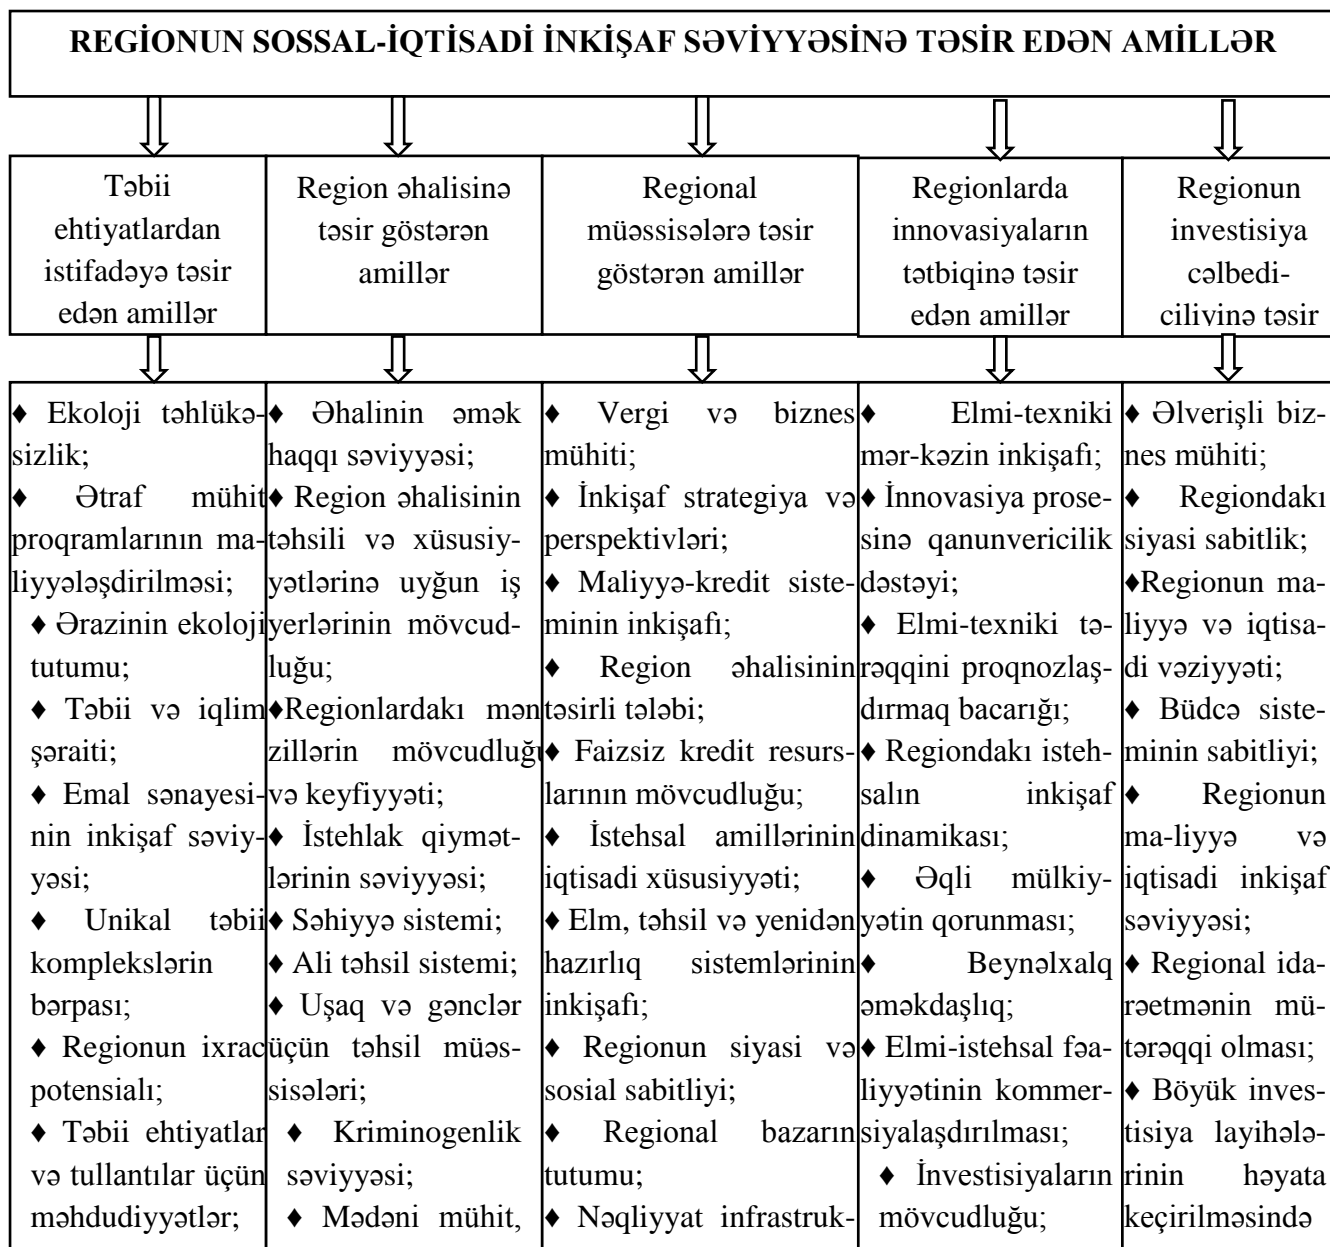 REGİONUN SOSSAL-İQTİSADİ İNKİŞAF SƏVİYYƏSİNƏ TƏSİR EDƏN AMİLLƏR
Təbii
ehtiyatlardan
istifadəyə təsir
edən amillər
Region əhalisinə
təsir göstərən
amillər
Regional
müəssisələrə təsir
göstərən amillər
Regionlarda
innovasiyaların
tətbiqinə təsir
edən amillər
Regionun
investisiya
cəlbedi-
cilivinə təsir
♦ Ekoloji təhlükə-
sizlik;
♦ Ətraf mühit
proqramlarının ma-
liyyələşdirilməsi;
♦ Ərazinin ekoloji
tutumu;
♦ Təbii və iqlim
şəraiti;
♦ Emal sənayesi-
nin inkişaf səviy-
yəsi;
♦ Unikal təbii
komplekslərin
bərpası;
♦ Regionun ixrac
potensialı;
♦ Təbii ehtiyatlar
və tullantılar üçün
məhdudiyyətlər;
♦ Əhalinin əmək
haqqı səviyyəsi;
♦ Region əhalisinin
təhsili və xüsusiy-
yətlərinə uyğun iş
yerlərinin mövcud-
luğu;
♦Regionlardakı mən
zillərin mövcudluğu
və keyfiyyəti;
♦ İstehlak qiymət-
lərinin səviyyəsi;
♦ Səhiyyə sistemi;
♦ Ali təhsil sistemi;
♦ Uşaq və gənclər
üçün təhsil müəs-
sisələri;
♦ Kriminogenlik
səviyyəsi;
♦ Mədəni mühit,
♦ Vergi və biznes
mühiti;
♦ İnkişaf strategiya və
perspektivləri;
♦ Maliyyə-kredit siste-
minin inkişafı;
♦ Region əhalisinin
təsirli tələbi;
♦ Faizsiz kredit resurs-
larının mövcudluğu;
♦ İstehsal amillərinin
iqtisadi xüsusiyyəti;
♦ Elm, təhsil və yenidən
hazırlıq sistemlərinin
inkişafı;
♦ Regionun siyasi və
sosial sabitliyi;
♦ Regional bazarın
tutumu;
♦ Nəqliyyat infrastruk-
♦ Elmi-texniki
mər-kəzin inkişafı;
♦ İnnovasiya prose-
sinə qanunvericilik
dəstəyi;
♦ Elmi-texniki tə-
rəqqini proqnozlaş-
dırmaq bacarığı;
♦ Regiondakı isteh-
salın inkişaf
dinamikası;
♦ Əqli mülkiy-
yətin qorunması;
♦ Beynəlxalq
əməkdaşlıq;
♦ Elmi-istehsal fəa-
liyyətinin kommer-
siyalaşdırılması;
♦ İnvestisiyaların
mövcudluğu;
♦ Əlverişli biz-
nes mühiti;
♦ Regiondakı
siyasi sabitlik;
♦Regionun ma-
liyyə və iqtisa-
di vəziyyəti;
♦ Büdcə siste-
minin sabitliyi;
♦ Regionun
ma-liyyə və
iqtisadi inkişaf
səviyyəsi;
♦ Regional ida-
rəetmənin mü-
tərəqqi olması;
♦ Böyük inves-
tisiya layihələ-
rinin həyata
keçirilməsində